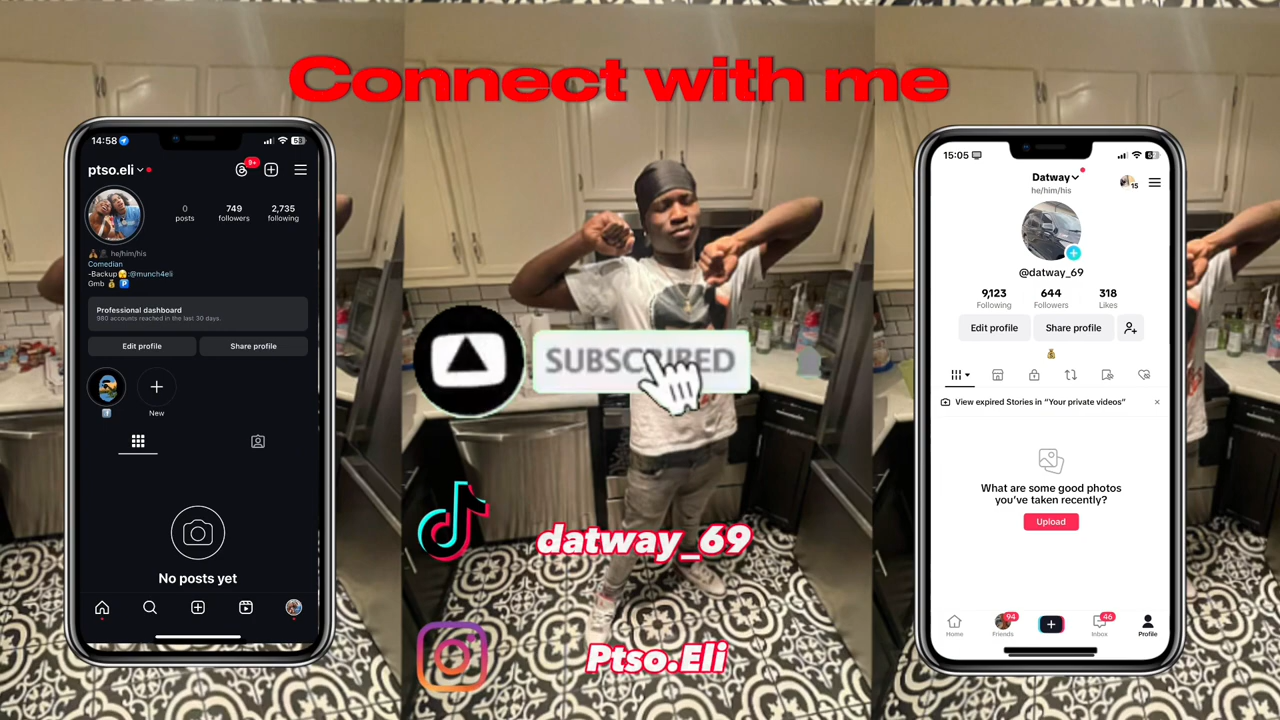 Connect with me
14:58
ptso.eli
9+
0
posts
749
followers
2,735
following
he/him/his
Comedian
-Backup🫣:@munch4eli
Gmb 💰 🅿️
Professional dashboard
980 accounts reached in the last 30 days.
Edit profile
Share profile
New
No posts yet
SUBSCRIBED
datway_69
Ptso.Eli
15:05
Datway
he/him/his
15
@datway_69
9,123
Following
644
Followers
318
Likes
Edit profile
Share profile
💰
View expired Stories in “Your private videos”
What are some good photos
you’ve taken recently?
Upload
Home
94
Friends
46
Inbox
Profile